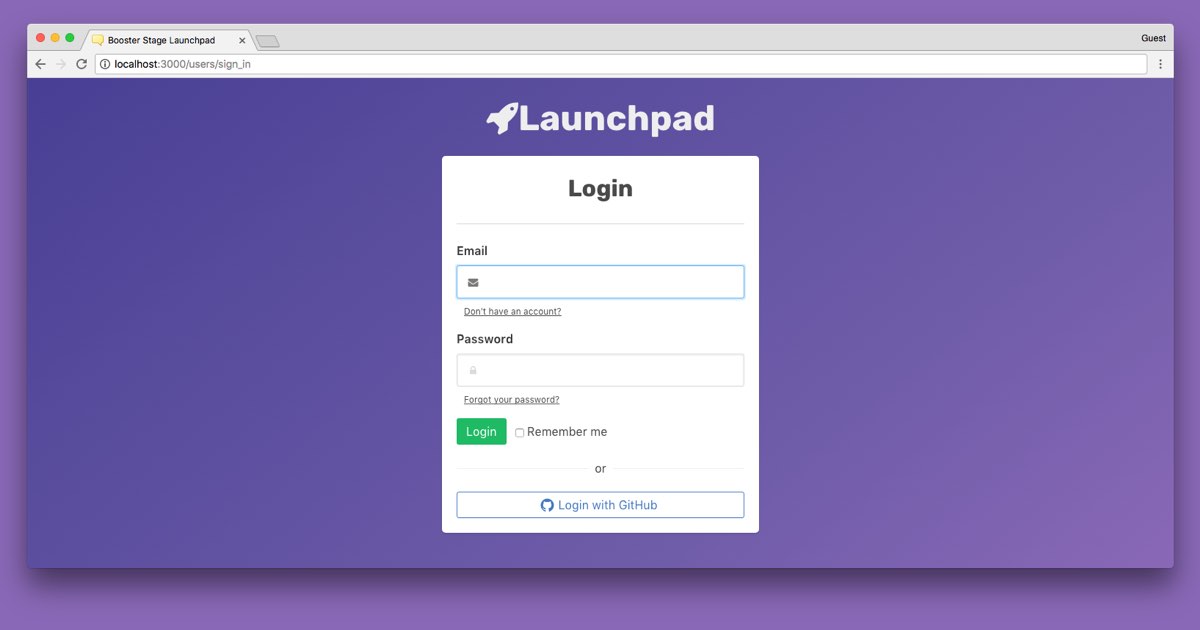 Booster Stage Launchpad
Guest
localhost:3000/users/sign_in
Launchpad
Login
Email
Don't have an account?
Password
Forgot your password?
Login Remember me
or
Login with GitHub